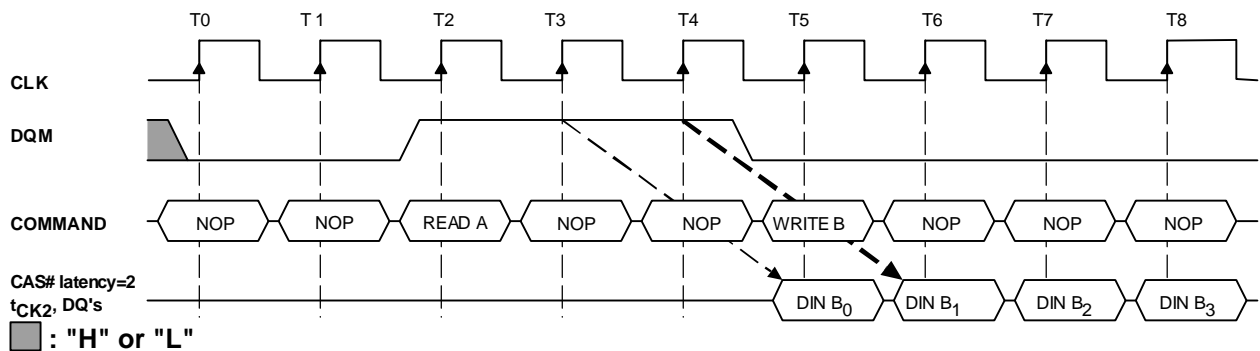 T0 T 1 T2 T3 T4 T5 T6 T7 T8
CLK
DQM
COMMAND NOP NOP READ A NOP NOP WRITE B NOP NOP NOP
CAS# latency=2
tCK2, DQ's DIN B0 DIN B1 DIN B2 DIN B3
: "H" or "L"